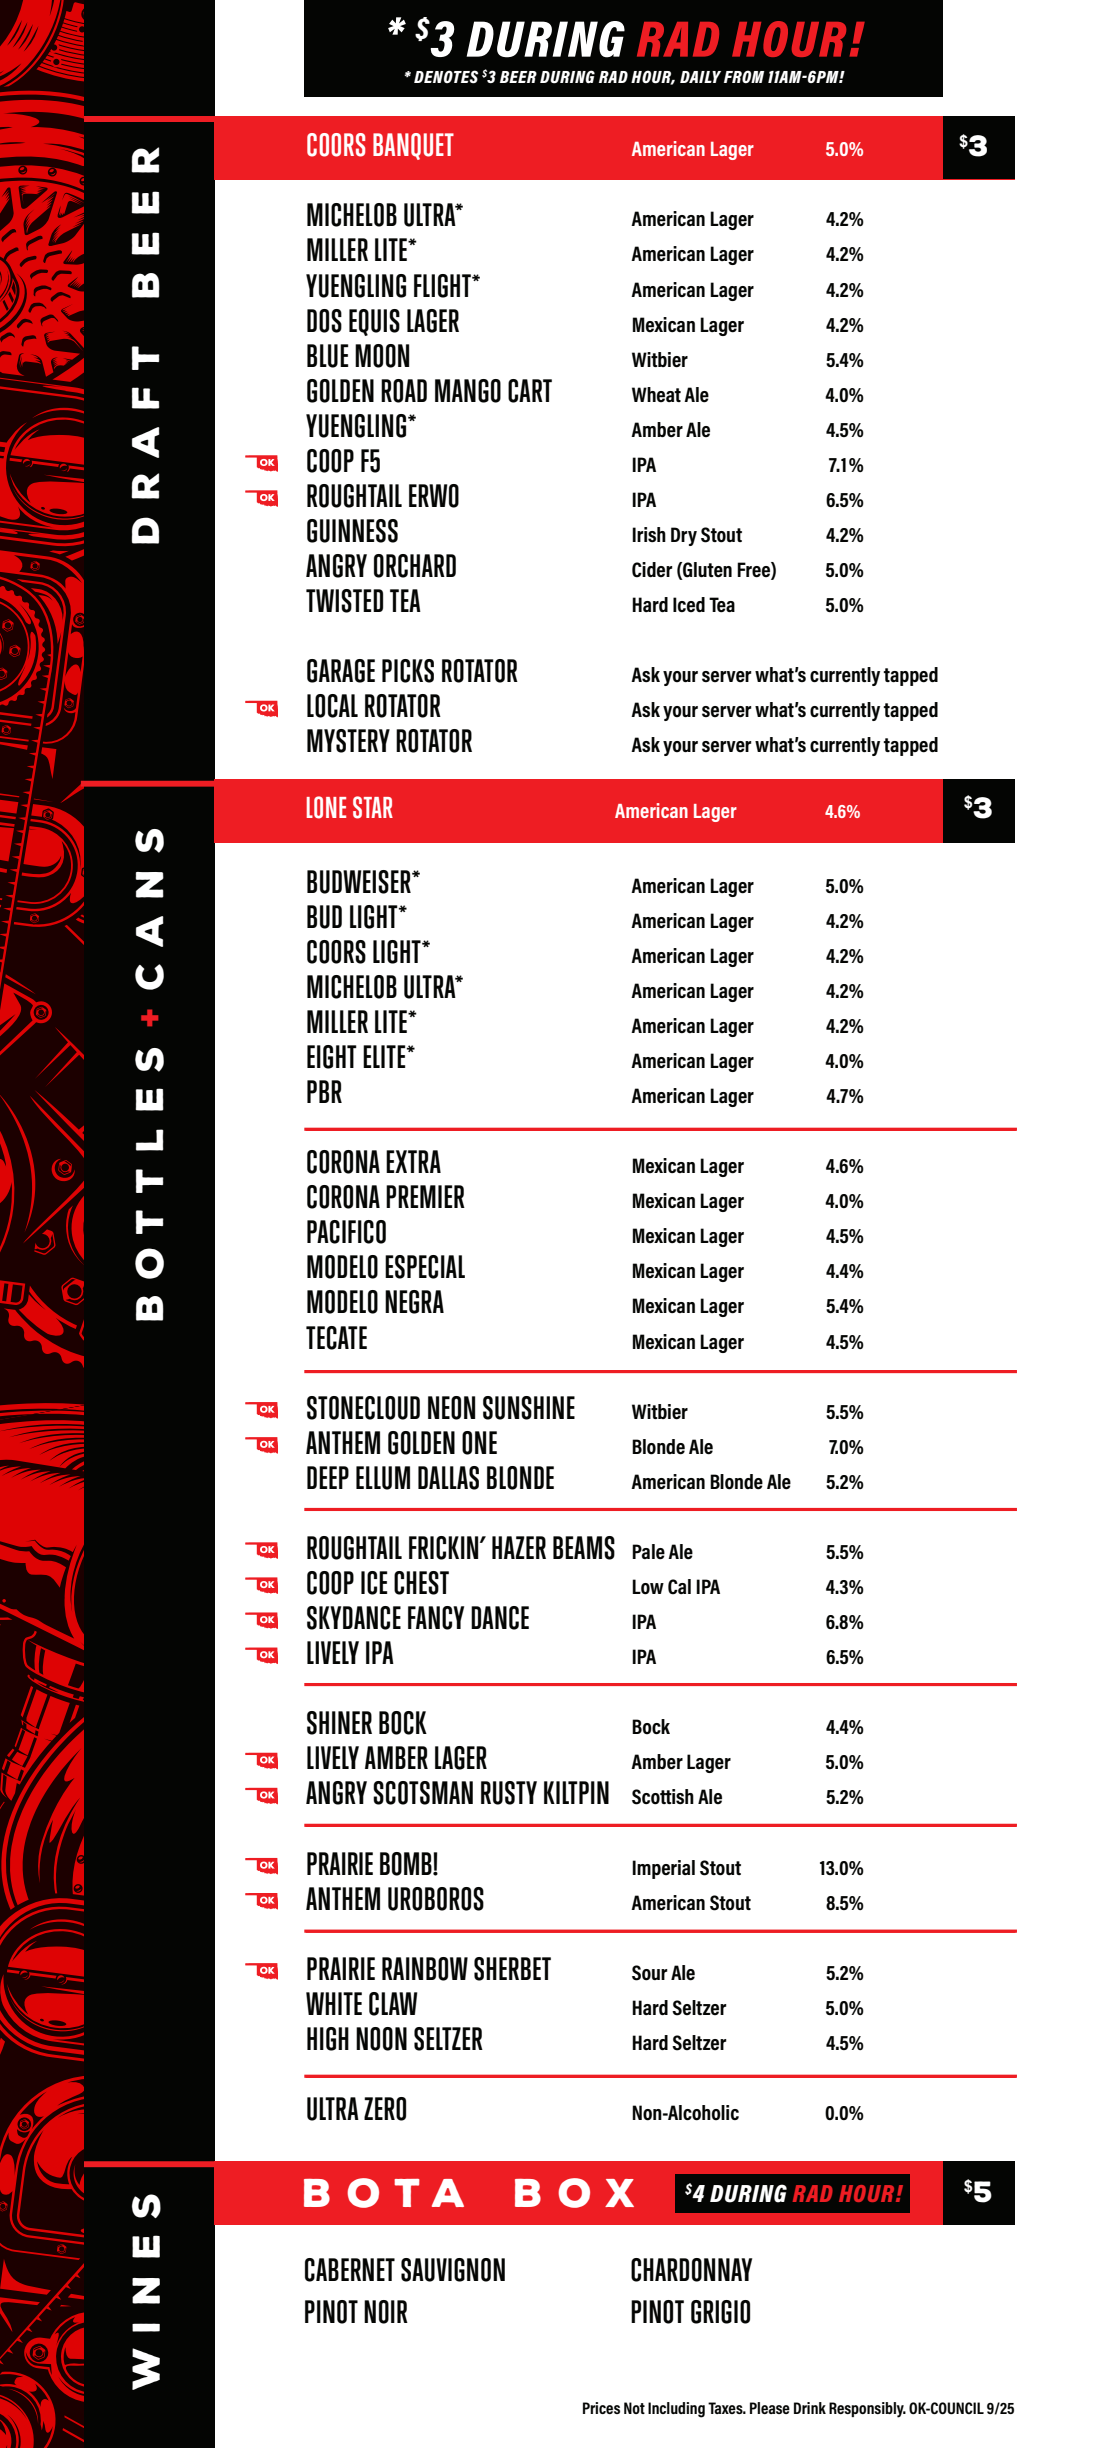 * $3 DURING RAD HOUR!
* DENOTES $3 BEER DURING RAD HOUR, DAILY FROM 11AM-6PM!
DRAFT BEER
COORS BANQUET American Lager 5.0% $3
MICHELOB ULTRA* American Lager 4.2%
MILLER LITE* American Lager 4.2%
YUENGLING FLIGHT* American Lager 4.2%
DOS EQUIS LAGER Mexican Lager 4.2%
BLUE MOON Witbier 5.4%
GOLDEN ROAD MANGO CART Wheat Ale 4.0%
YUENGLING* Amber Ale 4.5%
OK COOP F5 IPA 7.1%
OK ROUGHTAIL ERWO IPA 6.5%
GUINNESS Irish Dry Stout 4.2%
ANGRY ORCHARD Cider (Gluten Free) 5.0%
TWISTED TEA Hard Iced Tea 5.0%
GARAGE PICKS ROTATOR Ask your server what's currently tapped
OK LOCAL ROTATOR Ask your server what's currently tapped
MYSTERY ROTATOR Ask your server what's currently tapped
BOTTLES + CANS
LONE STAR American Lager 4.6% $3
BUDWEISER* American Lager 5.0%
BUD LIGHT* American Lager 4.2%
COORS LIGHT* American Lager 4.2%
MICHELOB ULTRA* American Lager 4.2%
MILLER LITE* American Lager 4.2%
EIGHT ELITE* American Lager 4.0%
PBR American Lager 4.7%
CORONA EXTRA Mexican Lager 4.6%
CORONA PREMIER Mexican Lager 4.0%
PACIFICO Mexican Lager 4.5%
MODELO ESPECIAL Mexican Lager 4.4%
MODELO NEGRA Mexican Lager 5.4%
TECATE Mexican Lager 4.5%
OK STONECLOUD NEON SUNSHINE Witbier 5.5%
OK ANTHEM GOLDEN ONE Blonde Ale 7.0%
DEEP ELLUM DALLAS BLONDE American Blonde Ale 5.2%
OK ROUGHTAIL FRICKIN' HAZER BEAMS Pale Ale 5.5%
OK COOP ICE CHEST Low Cal IPA 4.3%
OK SKYDANCE FANCY DANCE IPA 6.8%
OK LIVELY IPA IPA 6.5%
SHINER BOCK Bock 4.4%
OK LIVELY AMBER LAGER Amber Lager 5.0%
OK ANGRY SCOTSMAN RUSTY KILTPIN Scottish Ale 5.2%
OK PRAIRIE BOMB! Imperial Stout 13.0%
OK ANTHEM UROBOROS American Stout 8.5%
OK PRAIRIE RAINBOW SHERBET Sour Ale 5.2%
WHITE CLAW Hard Seltzer 5.0%
HIGH NOON SELTZER Hard Seltzer 4.5%
ULTRA ZERO Non-Alcoholic 0.0%
WINES
BOTA BOX $4 DURING RAD HOUR! $5
CABERNET SAUVIGNON CHARDONNAY
PINOT NOIR PINOT GRIGIO
Prices Not Including Taxes. Please Drink Responsibly. OK-COUNCIL 9/25